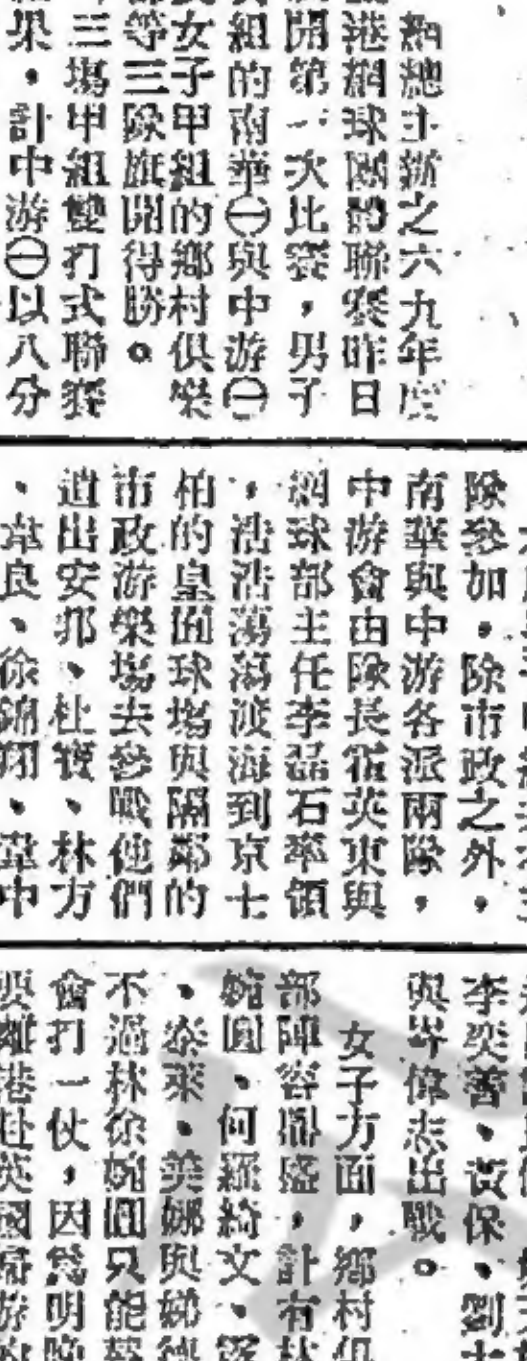 網總主辦之六九年度
港網球團體聯賽昨日
開第一次比賽，男子
組的南華㊀與中游㊀
女子甲組的鄉村俱樂
等三隊旗開得勝。
三場甲組雙打式聯賽
果，計中游㊀以八分
隊參加，除市政之外，
南華與中游各派兩隊，
中游會由隊長霍英東與
網球部主任李磊石率領
，浩浩蕩蕩渡海到京士
柏的皇囿球場與隔鄰的
市政游樂場去參戰他們
道出安邦、杜寶、林方
、韋良、徐錦翔、韋中
李奕善、黃保、劉
與岑偉志出戰。
女子方面，鄉村俱
部陣容鼎盛，計有林
婉圓、何羅綺文、
、泰萊、美娜與娣
不過林徐婉圓只能
會打一仗，因為明晚
要離港赴英國